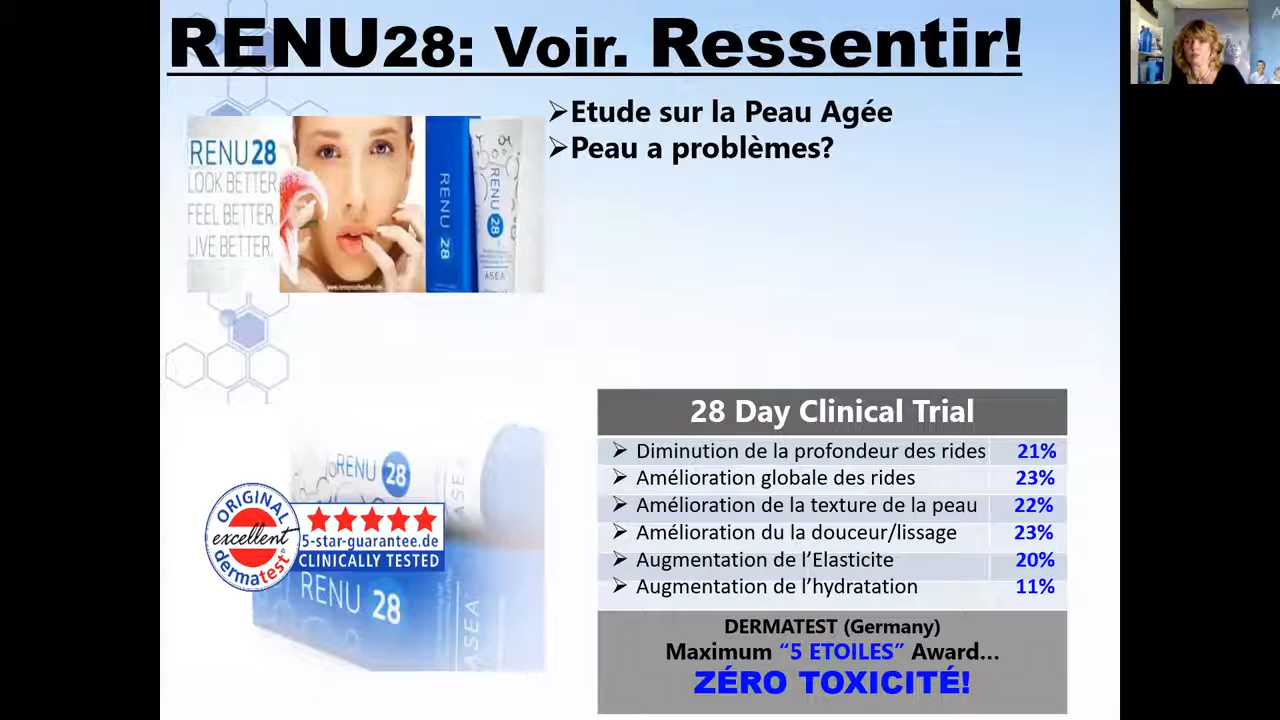 RENU28: Voir. Ressentir!
➢Etude sur la Peau Agée
➢Peau a problèmes?
RENU28
LOOK BETTER.
FEEL BETTER.
LIVE BETTER.
RENU 28
RENU 28
ASEA
RENU 28
ASEA
ORIGINAL
excellent
dermatest®
5-star-guarantee.de
CLINICALLY TESTED
RENU 28
ASEA
28 Day Clinical Trial
➢ Diminution de la profondeur des rides 21%
➢ Amélioration globale des rides 23%
➢ Amélioration de la texture de la peau 22%
➢ Amélioration du la douceur/lissage 23%
➢ Augmentation de l’Elasticite 20%
➢ Augmentation de l’hydratation 11%
DERMATEST (Germany)
Maximum “5 ETOILES” Award…
ZÉRO TOXICITÉ!